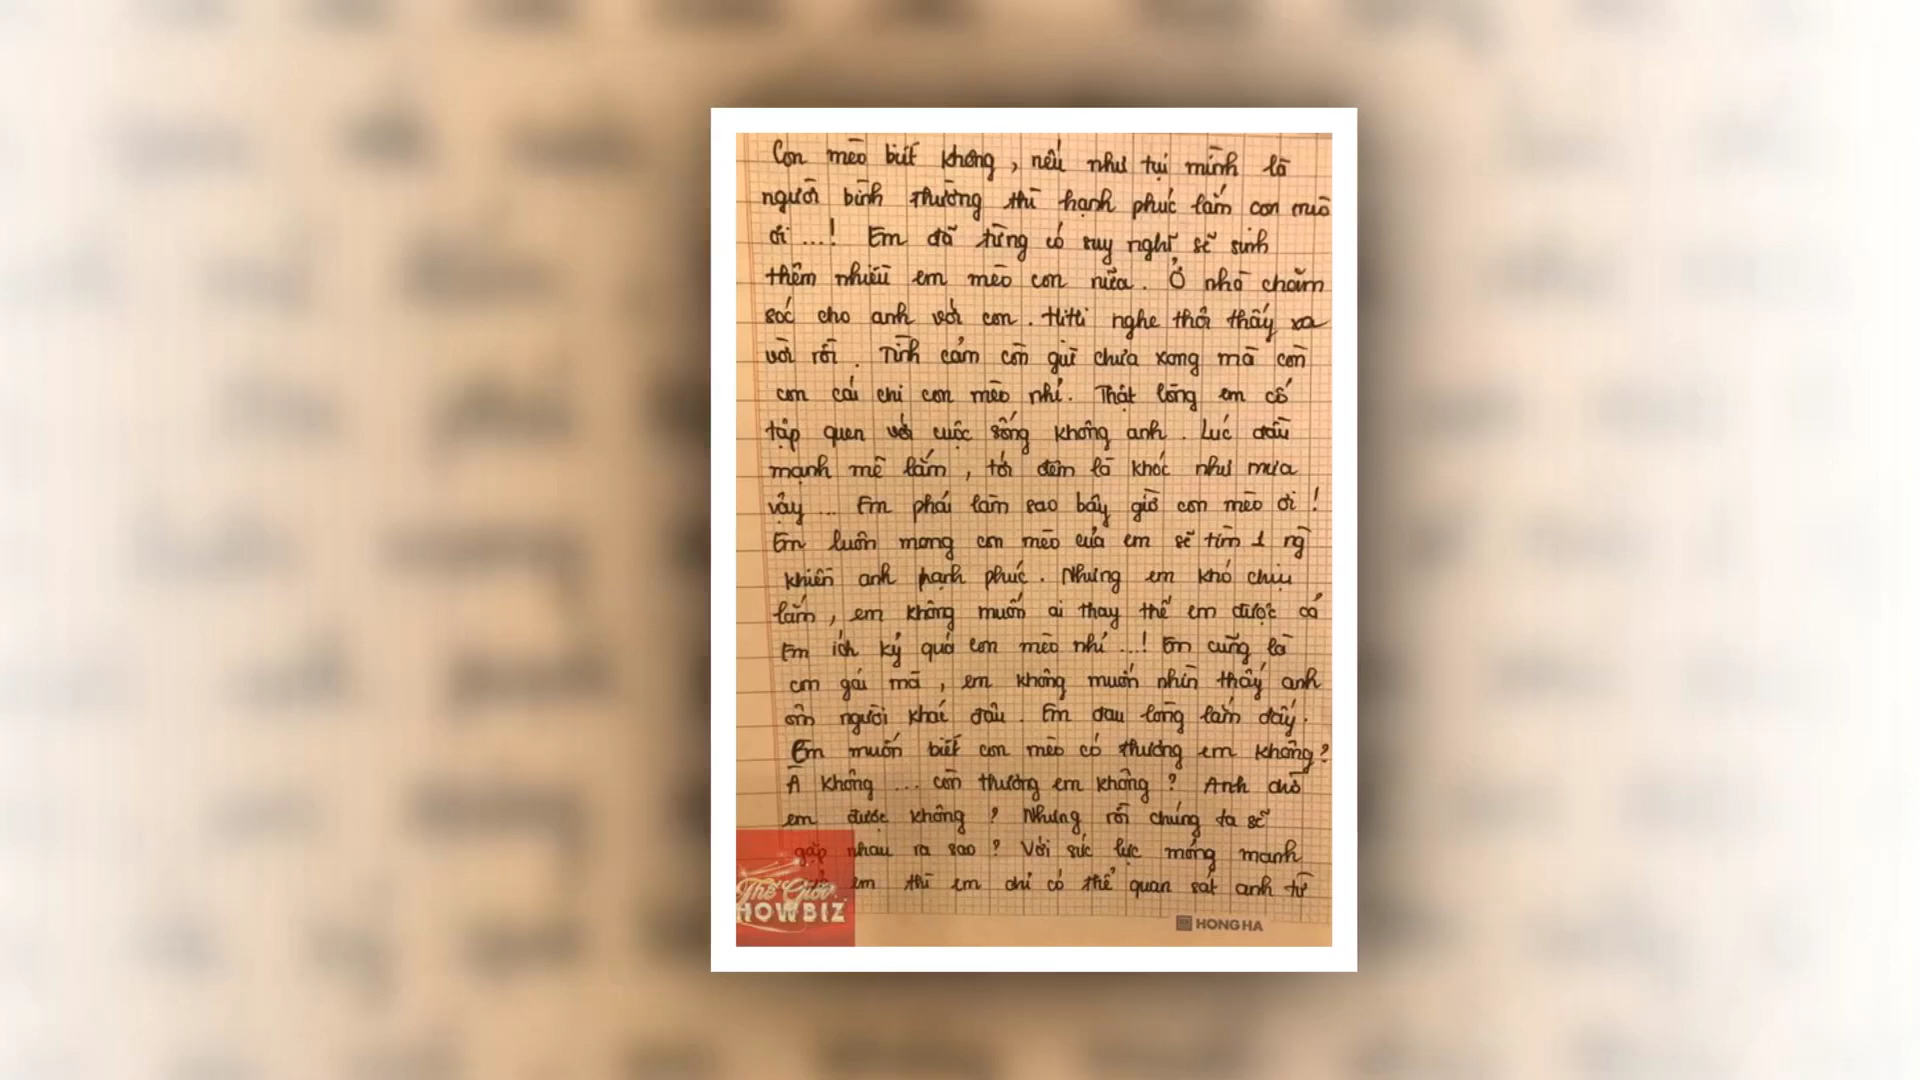 Con mèo biết không, nếu như tụi mình là
người bình thường thì hạnh phúc lắm con mèo
ơi ...! Em đã từng có suy nghĩ sẽ sinh
thêm nhiều em mèo con nữa. Ở nhà chăm
sóc cho anh với con. Hihi nghe thôi thấy xa
vời rồi. Tình cảm còn giữ chưa xong mà còn
con cái chi con mèo nhỉ. Thật lòng em cố
tập quen với cuộc sống không anh. Lúc đầu
mạnh mẽ lắm, tới đêm là khóc như mưa
vậy ... Em phải làm sao bây giờ con mèo ơi!
Em luôn mong con mèo của em sẽ tìm 1 ng
khiến anh hạnh phúc. Nhưng em khó chịu
lắm, em không muốn ai thay thế em được cả
Em ích kỷ quá con mèo nhỉ ...! Em cũng là
con gái mà, em không muốn nhìn thấy anh
ôm người khác đâu. Em đau lòng lắm đấy.
Em muốn biết con mèo có thương em không?
À không ... còn thương em không? Anh chờ
em được không? Nhưng rồi chúng ta sẽ
gặp nhau ra sao? Với sức lực mỏng manh
em thì em chỉ có thể quan sát anh từ
Thế Giới
HOWBIZ
HONG HA